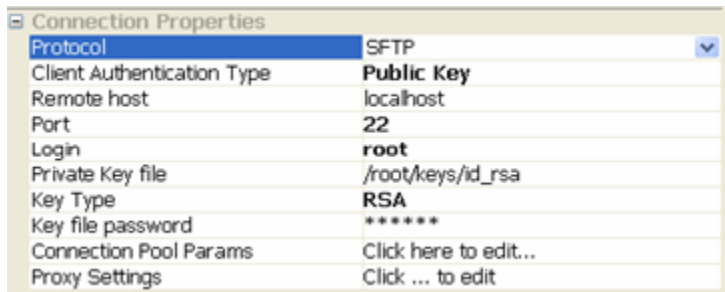 Connection Properties
Protocol SFTP
Client Authentication Type Public Key
Remote host localhost
Port 22
Login root
Private Key file /root/keys/id_rsa
Key Type RSA
Key file password ******
Connection Pool Params Click here to edit...
Proxy Settings Click ... to edit